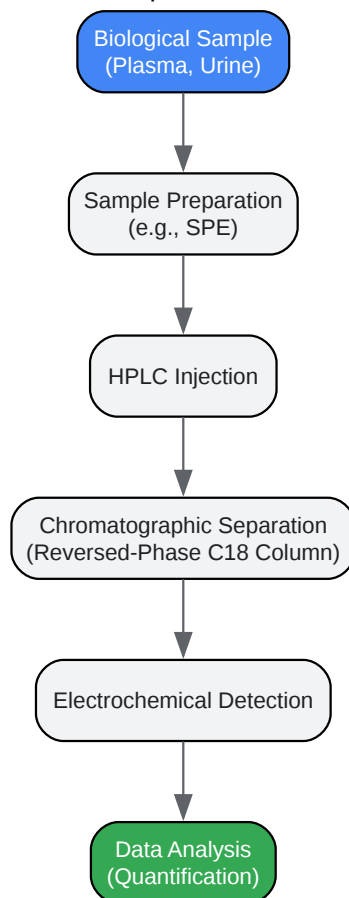 Biological Sample
(Plasma, Urine)
Sample Preparation
(e.g., SPE)
HPLC Injection
Chromatographic Separation
(Reversed-Phase C18 Column)
Electrochemical Detection
Data Analysis
(Quantification)